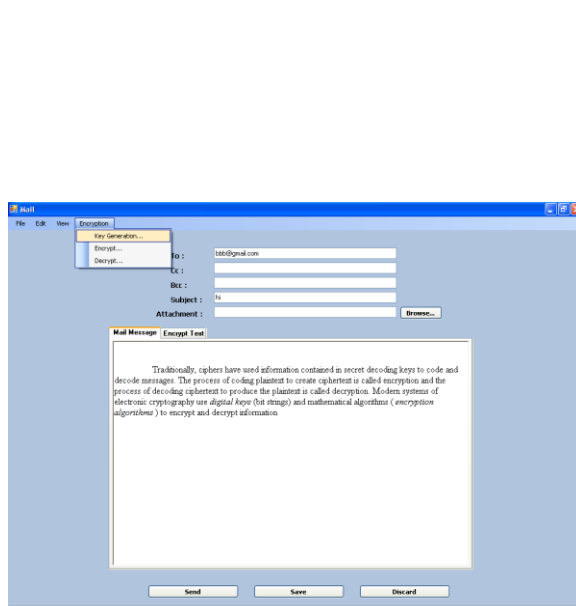 Mail
File Edit View Encryption
Key Generation...
Encrypt...
Decrypt...
To : bbb@gmail.com
Cc :
Bcc :
Subject : hi
Attachment : Browse...
Mail Message Encrypt Text
Traditionally, ciphers have used information contained in secret decoding keys to code and
decode messages. The process of coding plaintext to create ciphertext is called encryption and the
process of decoding ciphertext to produce the plaintext is called decryption. Modern systems of
electronic cryptography use digital keys (bit strings) and mathematical algorithms ( encryption
algorithms ) to encrypt and decrypt information
Send Save Discard